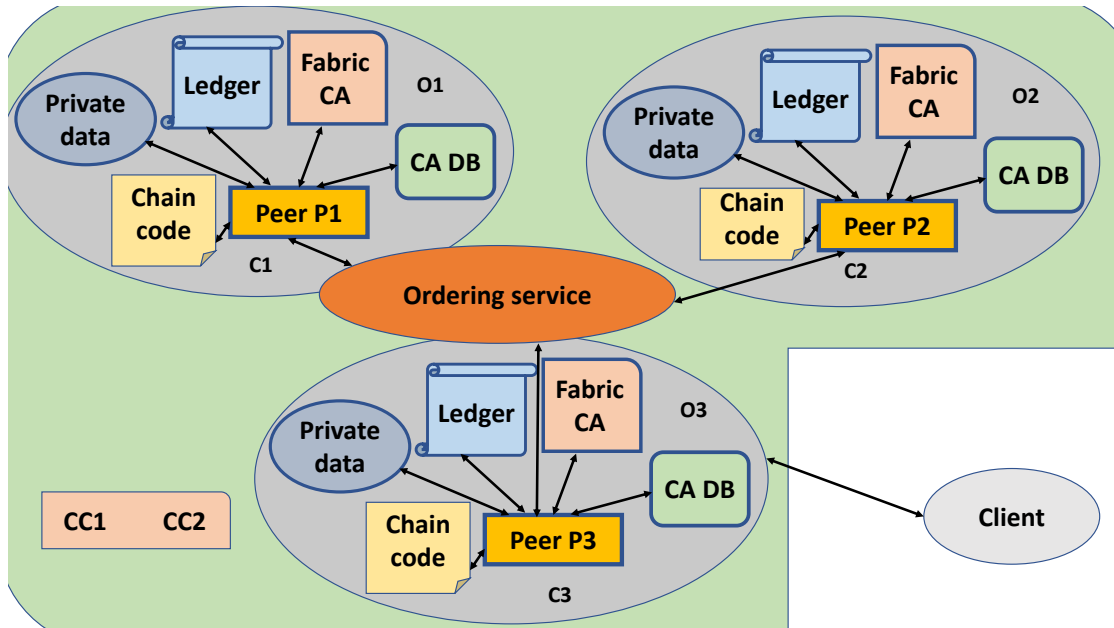 Private
data
Ledger
Fabric
CA
O1
CA DB
Chain
code
Peer P1
C1
Private
data
Ledger
Fabric
CA
O2
CA DB
Chain
code
Peer P2
C2
Ordering service
Private
data
Ledger
Fabric
CA
O3
CA DB
Chain
code
Peer P3
C3
CC1 CC2
Client